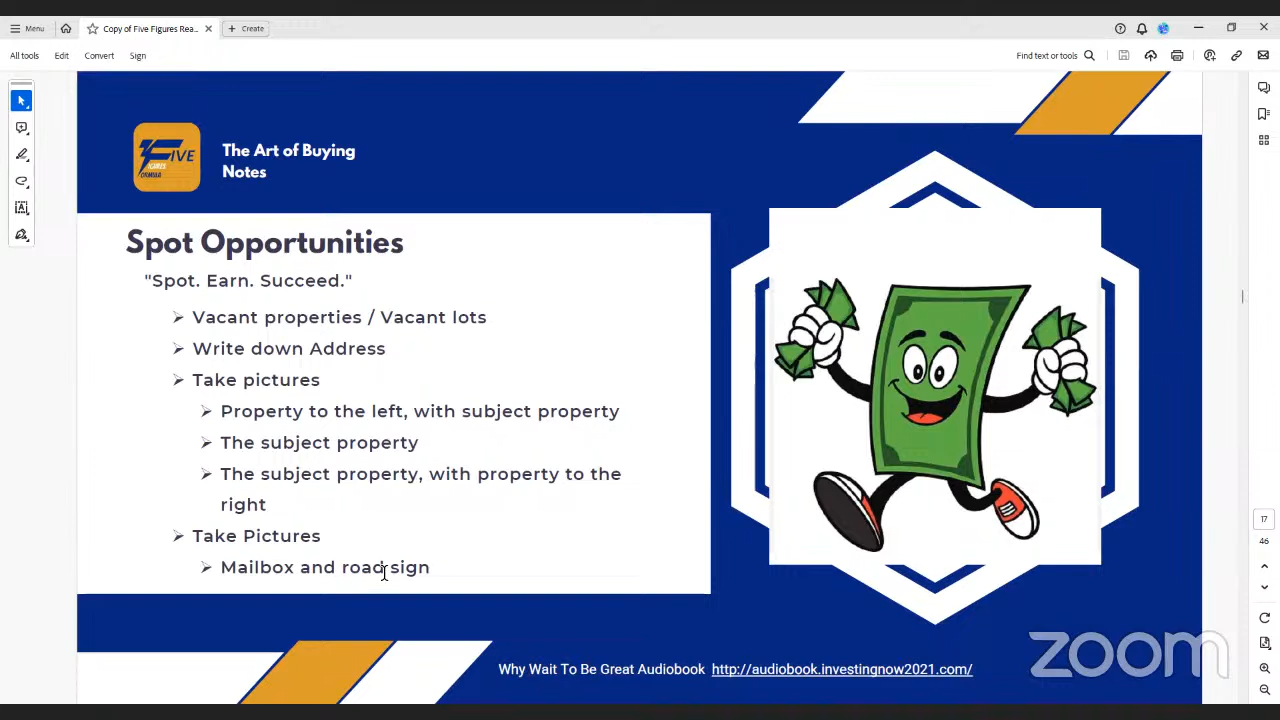 Menu
Copy of Five Figures Rea...
Create
All tools
Edit
Convert
Sign
Find text or tools
The Art of Buying
Notes
FIVE
IGURES
ORMULA
Spot Opportunities
"Spot. Earn. Succeed."
Vacant properties / Vacant lots
Write down Address
Take pictures
Property to the left, with subject property
The subject property
The subject property, with property to the
right
Take Pictures
Mailbox and road sign
17
46
Why Wait To Be Great Audiobook http://audiobook.investingnow2021.com/
zoom